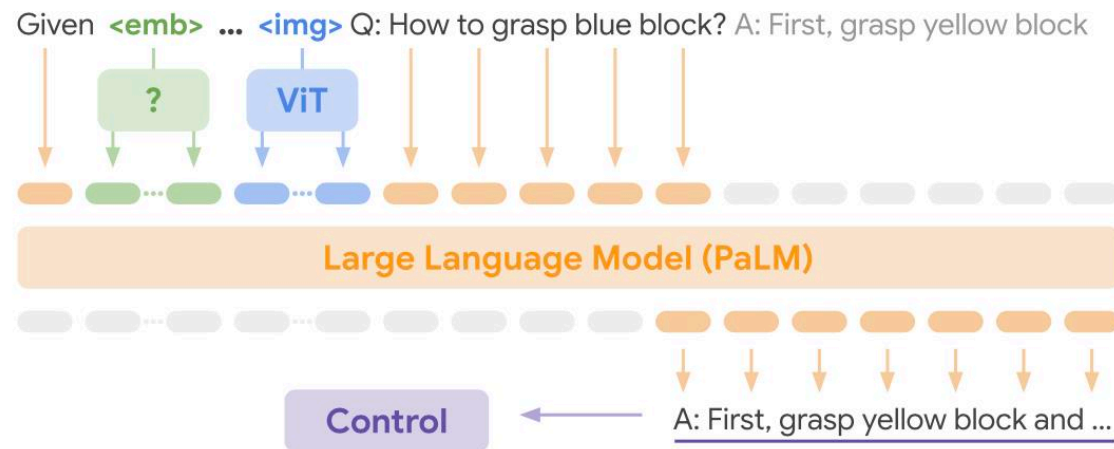 Given <emb> ... <img> Q: How to grasp blue block? A: First, grasp yellow block
? ViT
Large Language Model (PaLM)
Control A: First, grasp yellow block and ...